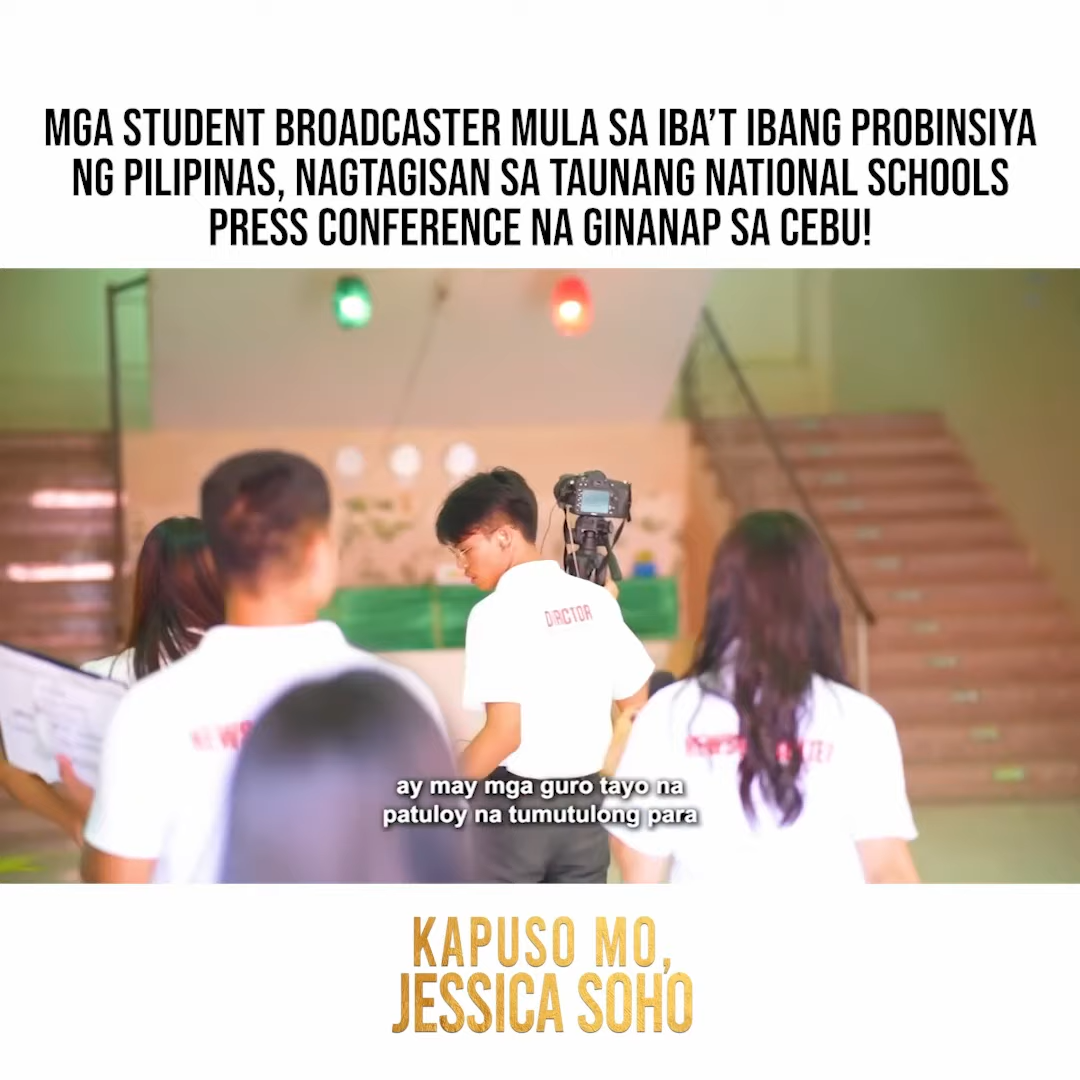 MGA STUDENT BROADCASTER MULA SA IBA'T IBANG PROBINSIYA
NG PILIPINAS, NAGTAGISAN SA TAUNANG NATIONAL SCHOOLS
PRESS CONFERENCE NA GINANAP SA CEBU!
DIRCTOR
ay may mga guro tayo na
patuloy na tumutulong para
KAPUSO MO,
JESSICA SOHO